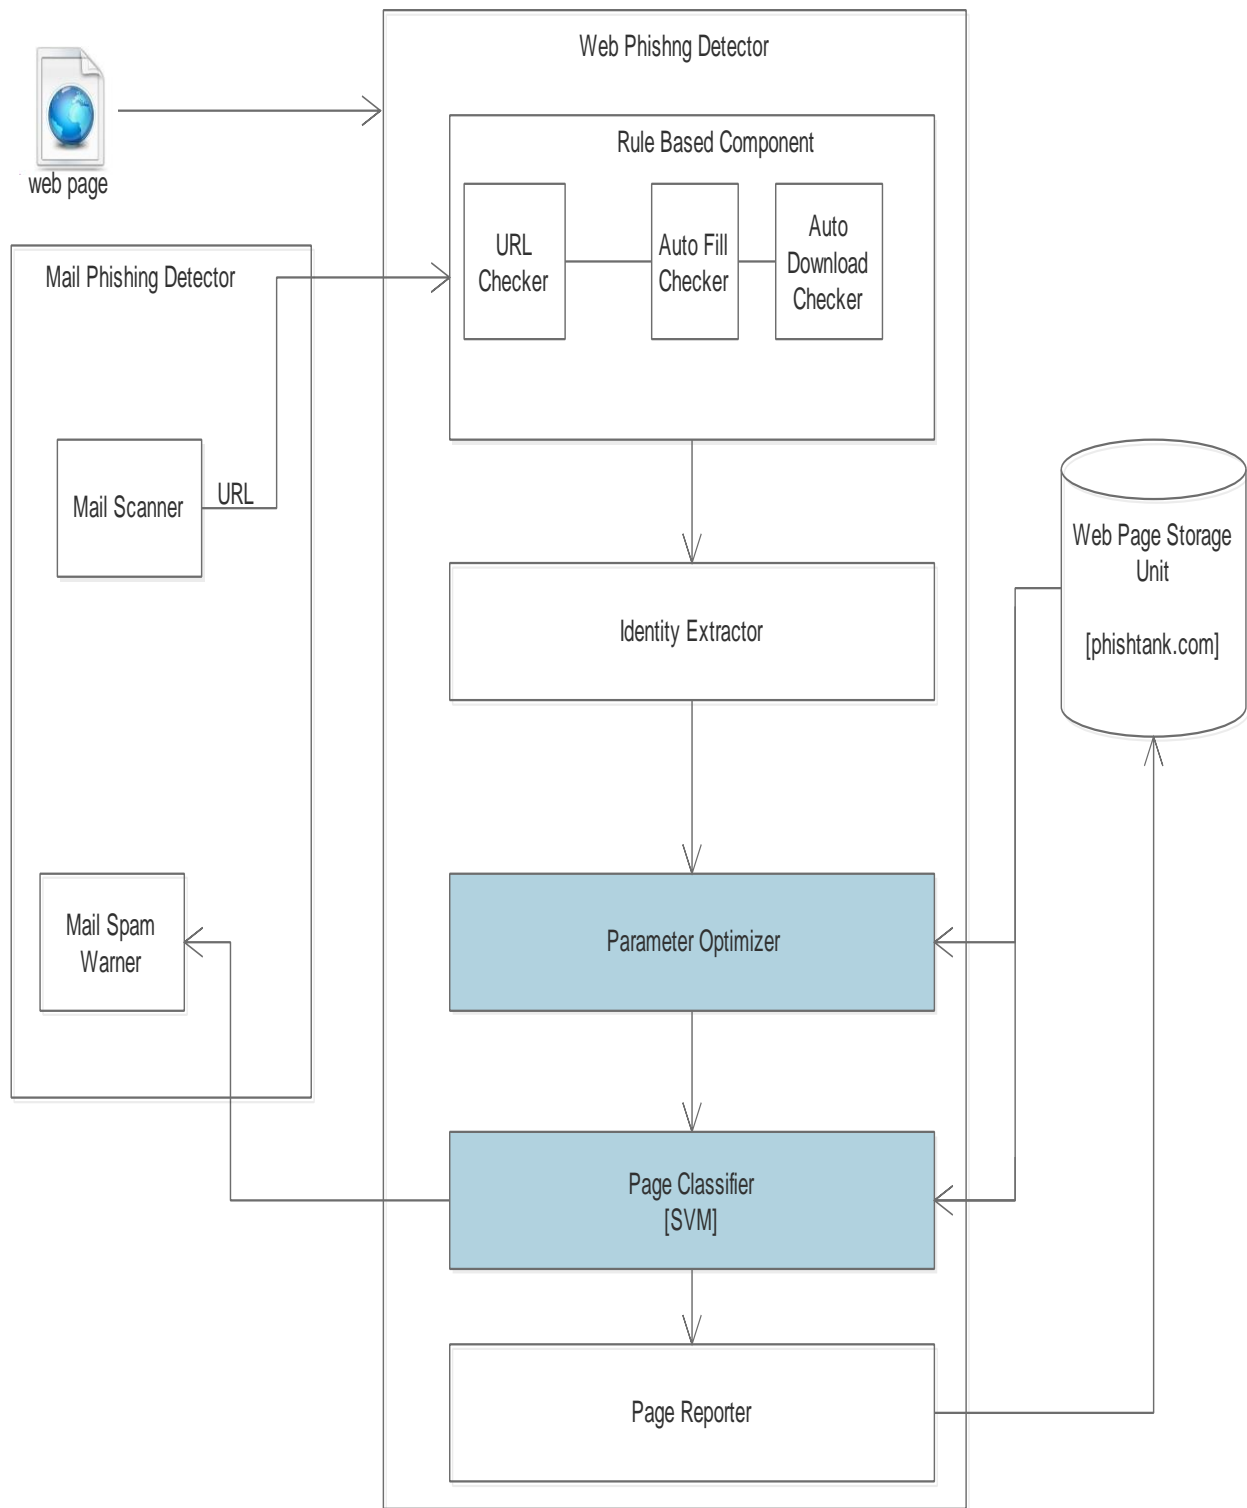 Web Phishng Detector
web page
Rule Based Component
URL
Checker
Auto Fill
Checker
Auto
Download
Checker
Mail Phishing Detector
Mail Scanner
URL
Identity Extractor
Web Page Storage
Unit
[phishtank.com]
Mail Spam
Warner
Parameter Optimizer
Page Classifier
[SVM]
Page Reporter